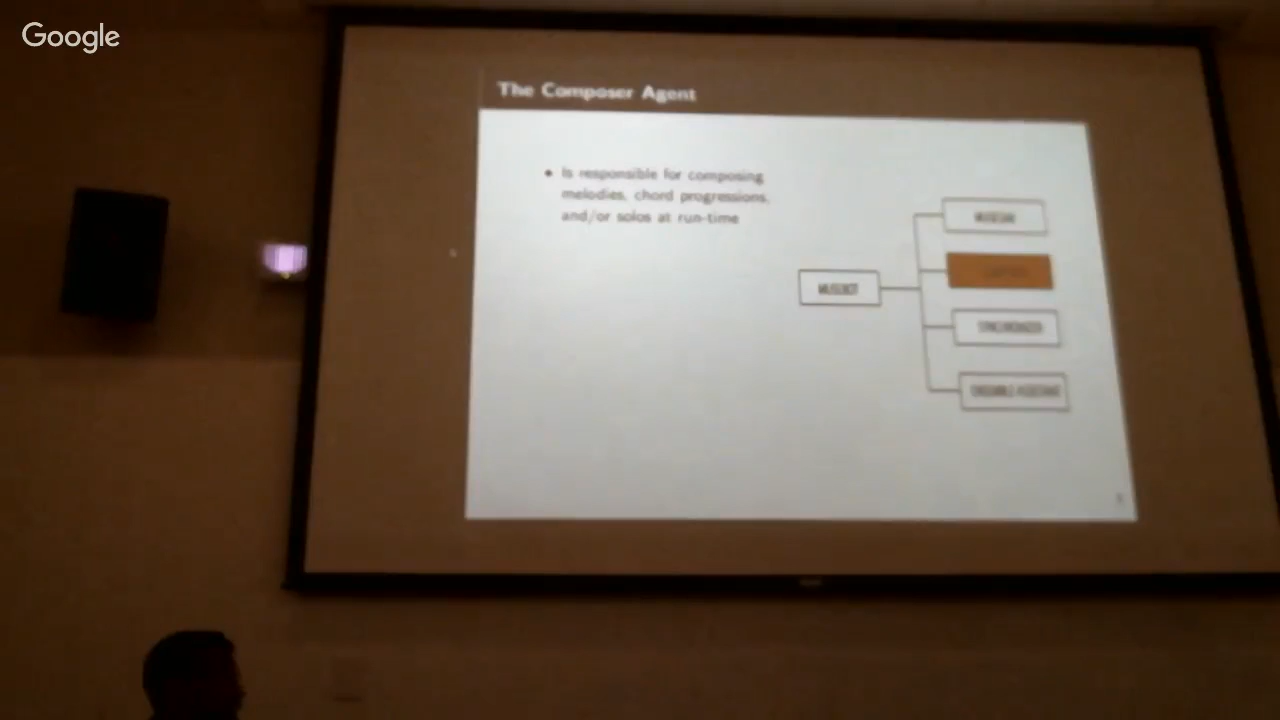 Google
The Composer Agent
• Is responsible for composing
melodies, chord progressions,
and/or solos at run-time
MUSICIAN
MUSEBOT
SYNCHRONIZER
ENSEMBLE ASSISTANT